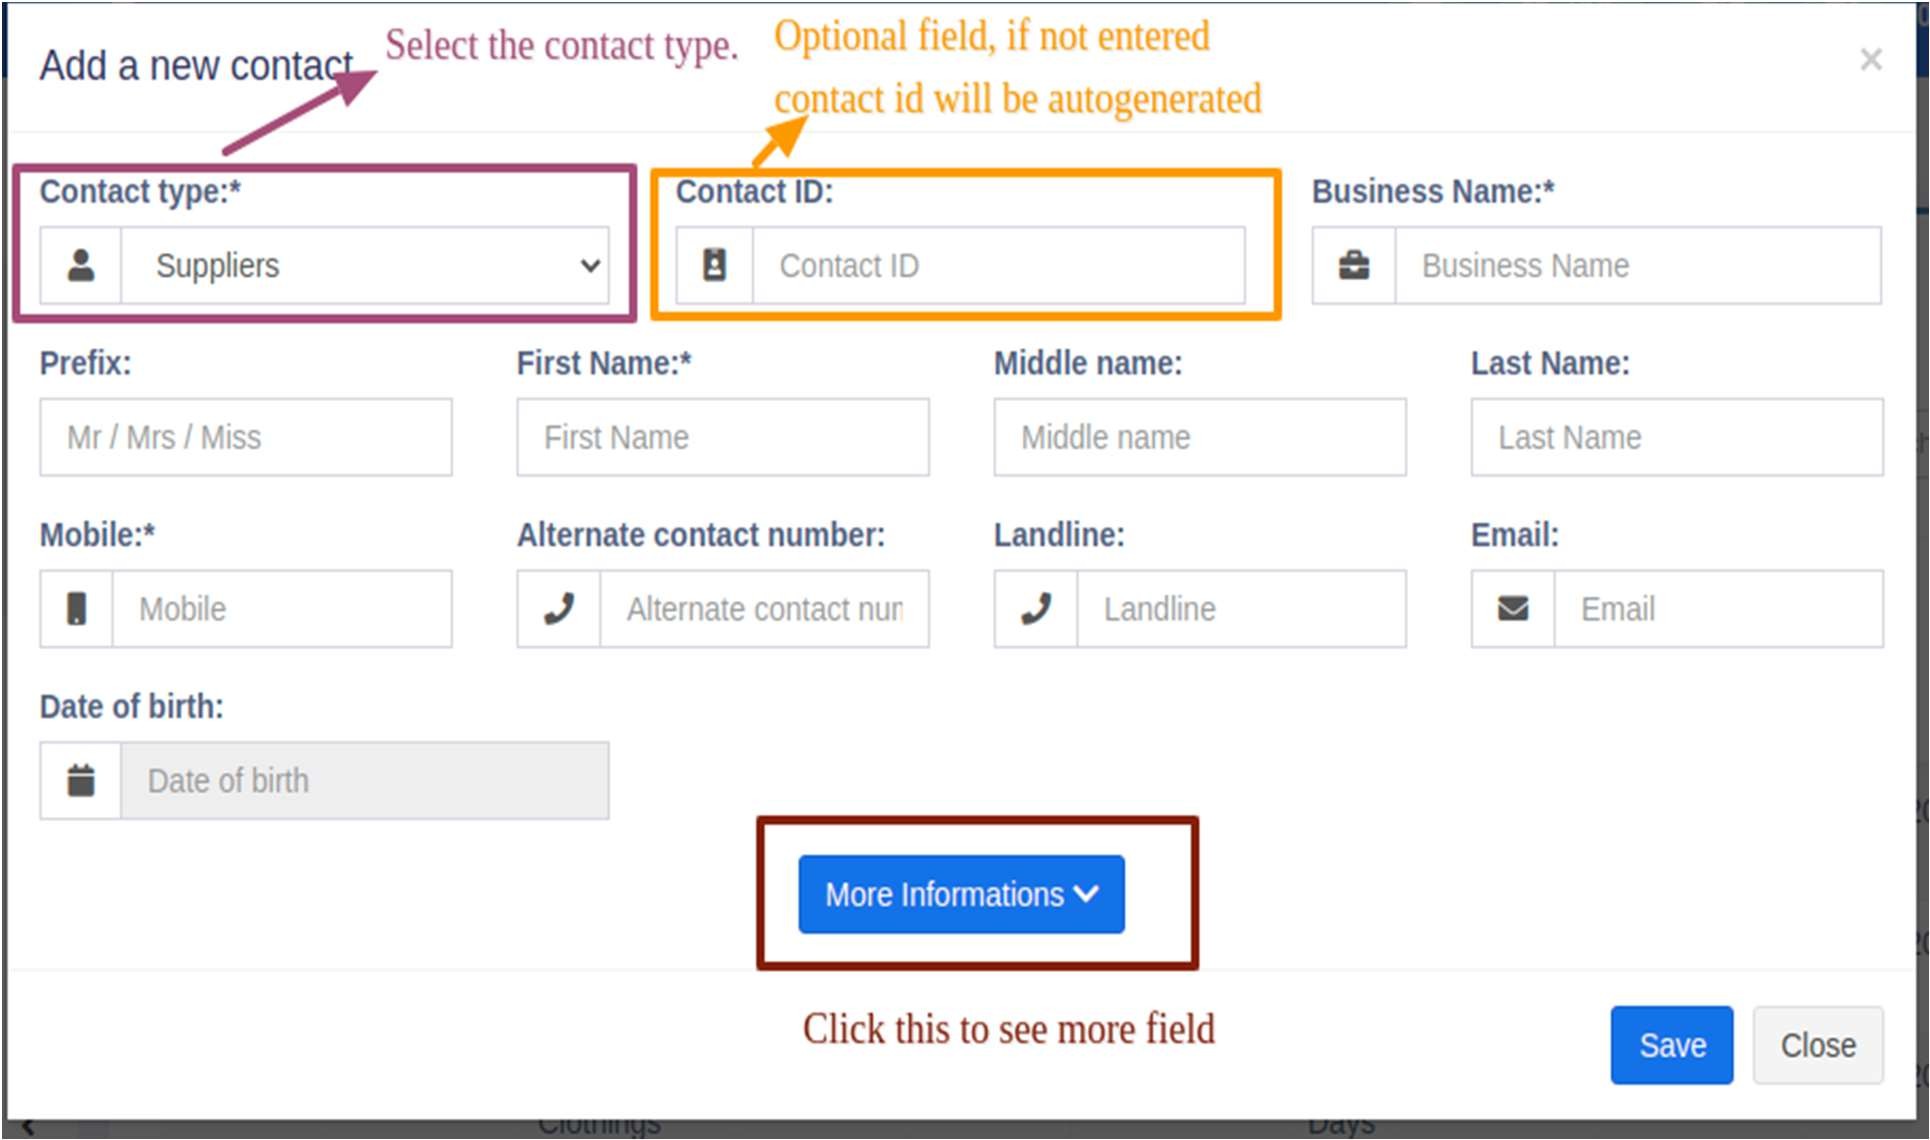 Add a new contact
Select the contact type.
Optional field, if not entered
contact id will be autogenerated
×
Contact type:*
Contact ID:
Business Name:*
Suppliers
Contact ID
Business Name
Prefix:
First Name:*
Middle name:
Last Name:
Mr / Mrs / Miss
First Name
Middle name
Last Name
Mobile:*
Alternate contact number:
Landline:
Email:
Mobile
Alternate contact num
Landline
Email
Date of birth:
Date of birth
More Informations
Click this to see more field
Save
Close
Clothings
Days